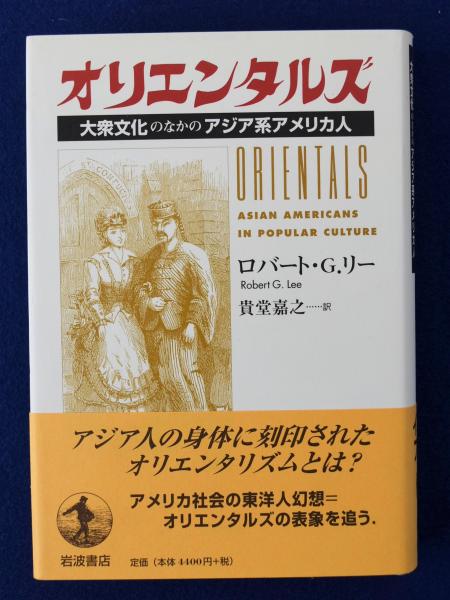 オリエンタルズ
大衆文化のなかのアジア系アメリカ人
ORIENTALS
ASIAN AMERICANS
IN POPULAR CULTURE
ロバート・G.リー
Robert G. Lee
貴堂嘉之……訳
アジア人の身体に刻印された
オリエンタリズムとは?
アメリカ社会の東洋人幻想=
オリエンタルズの表象を追う.
岩波書店
定価(本体4400円+税)